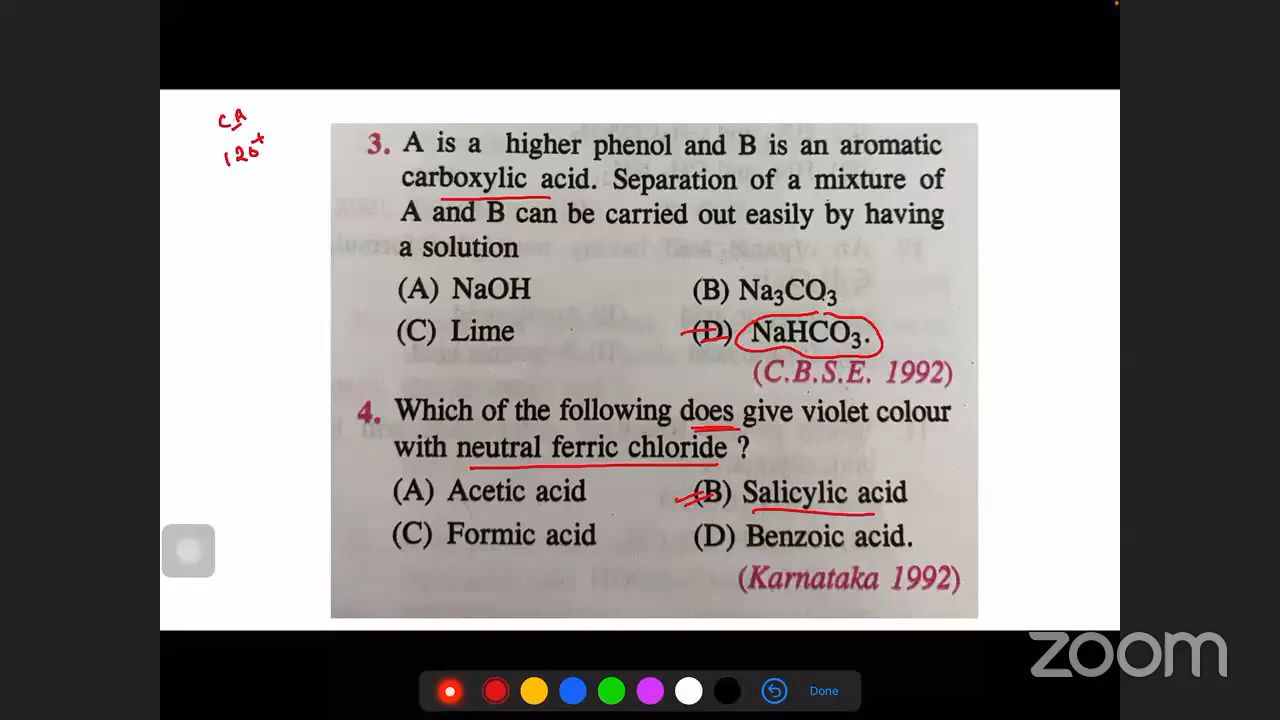 CA
120+
3. A is a higher phenol and B is an aromatic
carboxylic acid. Separation of a mixture of
A and B can be carried out easily by having
a solution
(A) NaOH (B) Na₃CO₃
(C) Lime (D) NaHCO₃.
(C.B.S.E. 1992)
4. Which of the following does give violet colour
with neutral ferric chloride ?
(A) Acetic acid (B) Salicylic acid
(C) Formic acid (D) Benzoic acid.
(Karnataka 1992)
zoom
Done